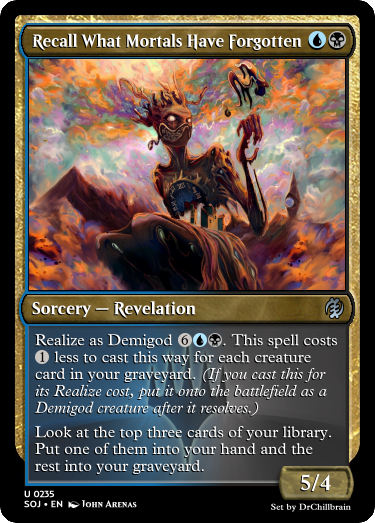 Recall What Mortals Have Forgotten
Sorcery — Revelation
Realize as Demigod 6UB. This spell costs
1 less to cast this way for each creature
card in your graveyard. (If you cast this for
its Realize cost, put it onto the battlefield as a
Demigod creature after it resolves.)
Look at the top three cards of your library.
Put one of them into your hand and the
rest into your graveyard.
5/4
U 0235
SOJ • EN John Arenas
Set by DrChillbrain